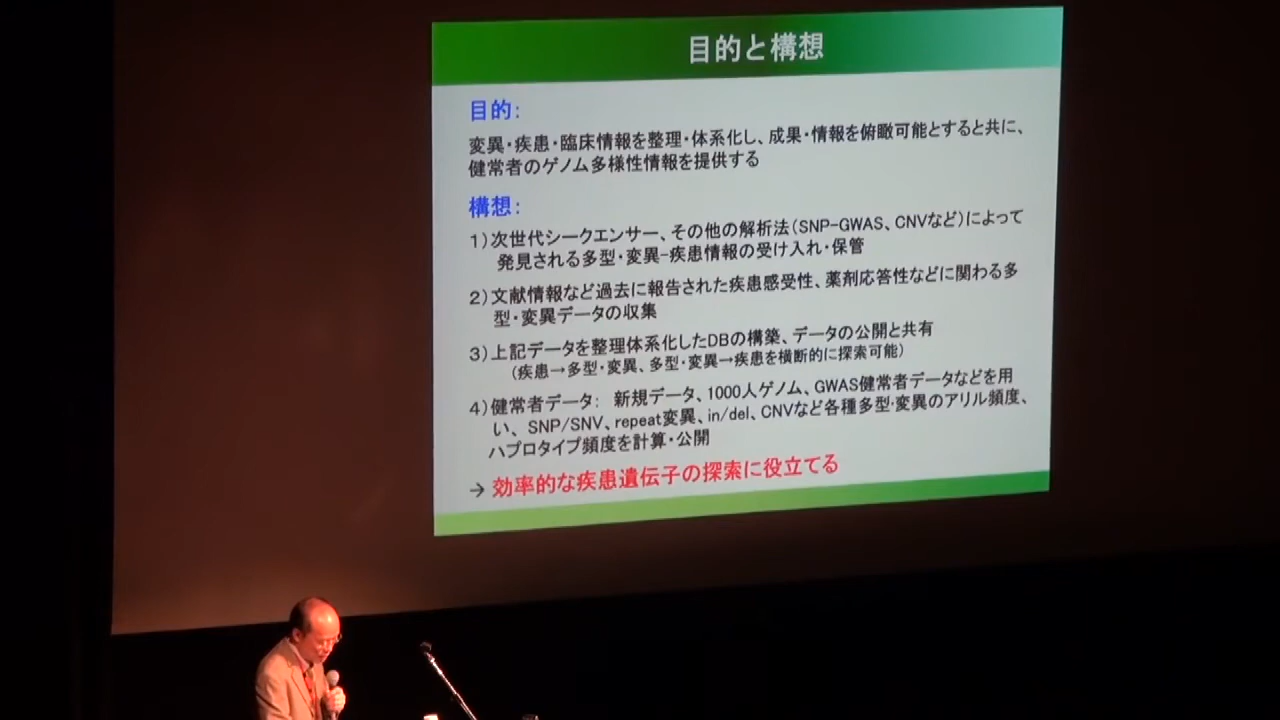 目的と構想
目的:
変異・疾患・臨床情報を整理・体系化し、成果・情報を俯瞰可能とすると共に、
健常者のゲノム多様性情報を提供する
構想:
1)次世代シークエンサー、その他の解析法(SNP-GWAS、CNVなど)によって
発見される多型・変異-疾患情報の受け入れ・保管
2)文献情報など過去に報告された疾患感受性、薬剤応答性などに関わる多
型・変異データの収集
3)上記データを整理体系化したDBの構築、データの公開と共有
(疾患→多型・変異、多型・変異→疾患を横断的に探索可能)
4)健常者データ: 新規データ、1000人ゲノム、GWAS健常者データなどを用
い、SNP/SNV、repeat変異、in/del、CNVなど各種多型・変異のアリル頻度、
ハプロタイプ頻度を計算・公開
→ 効率的な疾患遺伝子の探索に役立てる